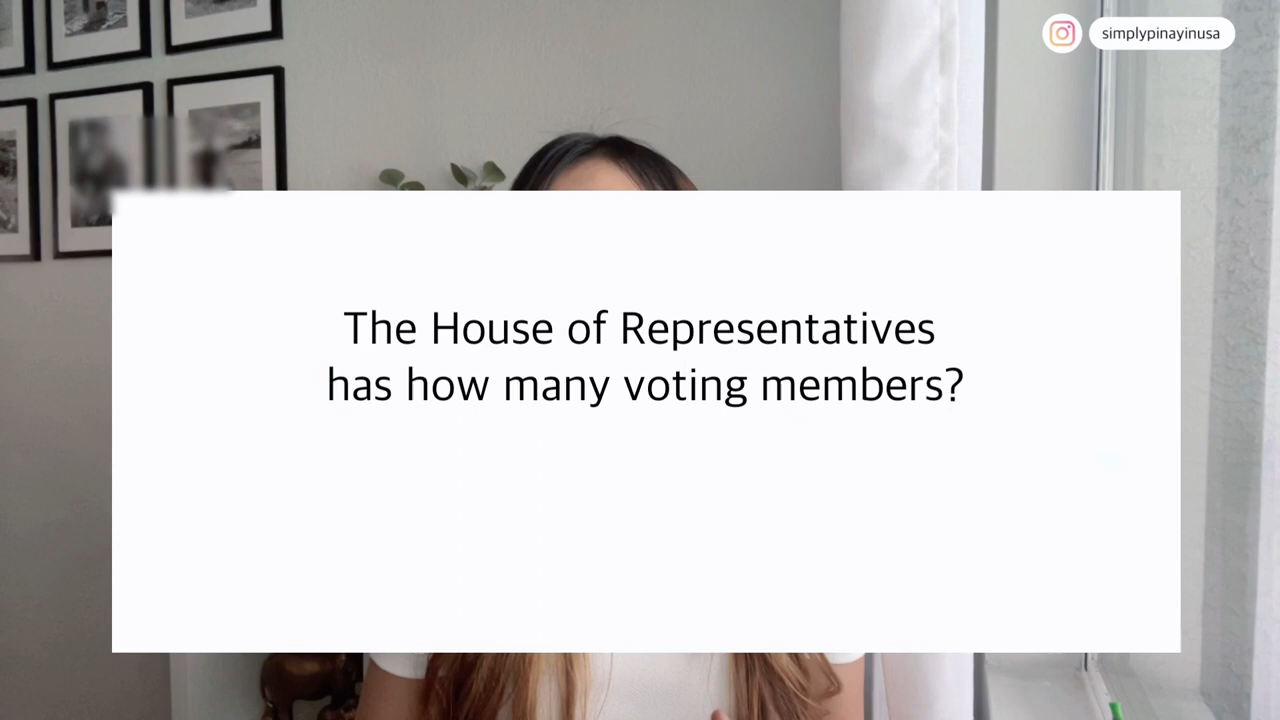 simplypinayinusa
The House of Representatives
has how many voting members?